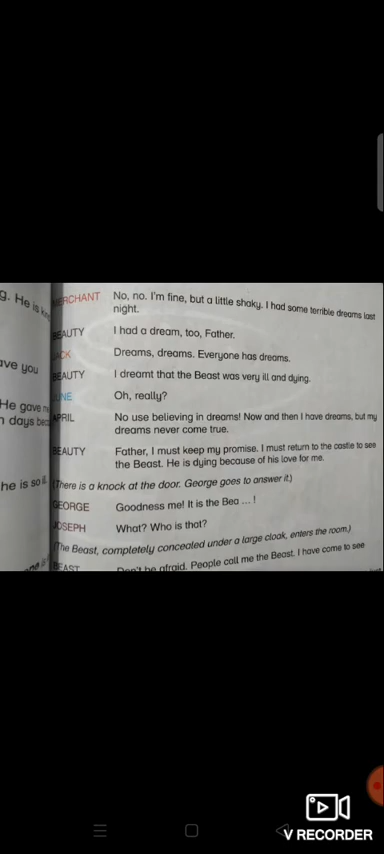 g. He is
MERCHANT No, no. I'm fine, but a little shaky. I had some terrible dreams last
night.
BEAUTY I had a dream, too, Father.
JACK Dreams, dreams. Everyone has dreams.
ave you
BEAUTY I dreamt that the Beast was very ill and dying.
JUNE Oh, really?
He gave
APRIL No use believing in dreams! Now and then I have dreams, but my
n days
dreams never come true.
BEAUTY Father, I must keep my promise. I must return to the castle to see
the Beast. He is dying because of his love for me.
he is so
(There is a knock at the door. George goes to answer it.)
GEORGE Goodness me! It is the Bea ... !
JOSEPH What? Who is that?
(The Beast, completely concealed under a large cloak, enters the room.)
BEAST Don't be afraid. People call me the Beast. I have come to see
V RECORDER